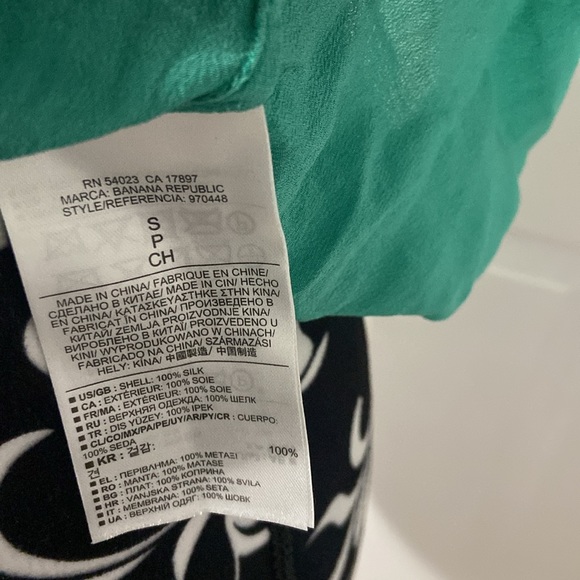 RN 54023 CA 17897
MARCA: BANANA REPUBLIC
STYLE/REFERENCIA: 970448
S
P
CH
MADE IN CHINA/ FABRIQUE EN CHINE/
СДЕЛАНО В КИТАЕ/ MADE IN CIN/ HECHO
EN CHINA/ ΚΑΤΑΣΚΕΥΑΣΤΗΚΕ ΣΤΗΝ ΚΙΝΑ/
FABRICAT ÎN CHINA/ ПРОИЗВЕДЕНО В
КИТАЙ/ ZEMLJA PROIZVODNJE KINA/
ВИРОБЛЕНО В КИТАЇ/ PROIZVEDENO U
KINI/ WYPRODUKOWANO W CHINACH/
FABRICADO NA CHINA/ SZÁRMAZÁSI
HELY: KÍNA/ 中國製造/ 中国制造
US/GB : SHELL: 100% SILK
CA : EXTÉRIEUR: 100% SOIE
FR/MA : EXTÉRIEUR: 100% SOIE
RU : ВЕРХНЯЯ ОДЕЖДА: 100% ШЕЛК
TR : DIS YÜZEY: 100% IPEK
CL/CO/MX/PA/PE/UY/AR/PY/CR : CUERPO:
100% SEDA
KR : 겉감: 100%
견
EL : ΠΕΡΙΒΛΗΜΑ: 100% ΜΕΤΑΞΙ
RO : MANTA: 100% MATASE
BG : ПЛАТ: 100% КОПРИНА
HR : VANJSKA STRANA: 100% SVILA
IT : MEMBRANA: 100% SETA
UA : ВЕРХНІЙ ОДЯГ: 100% ШОВК